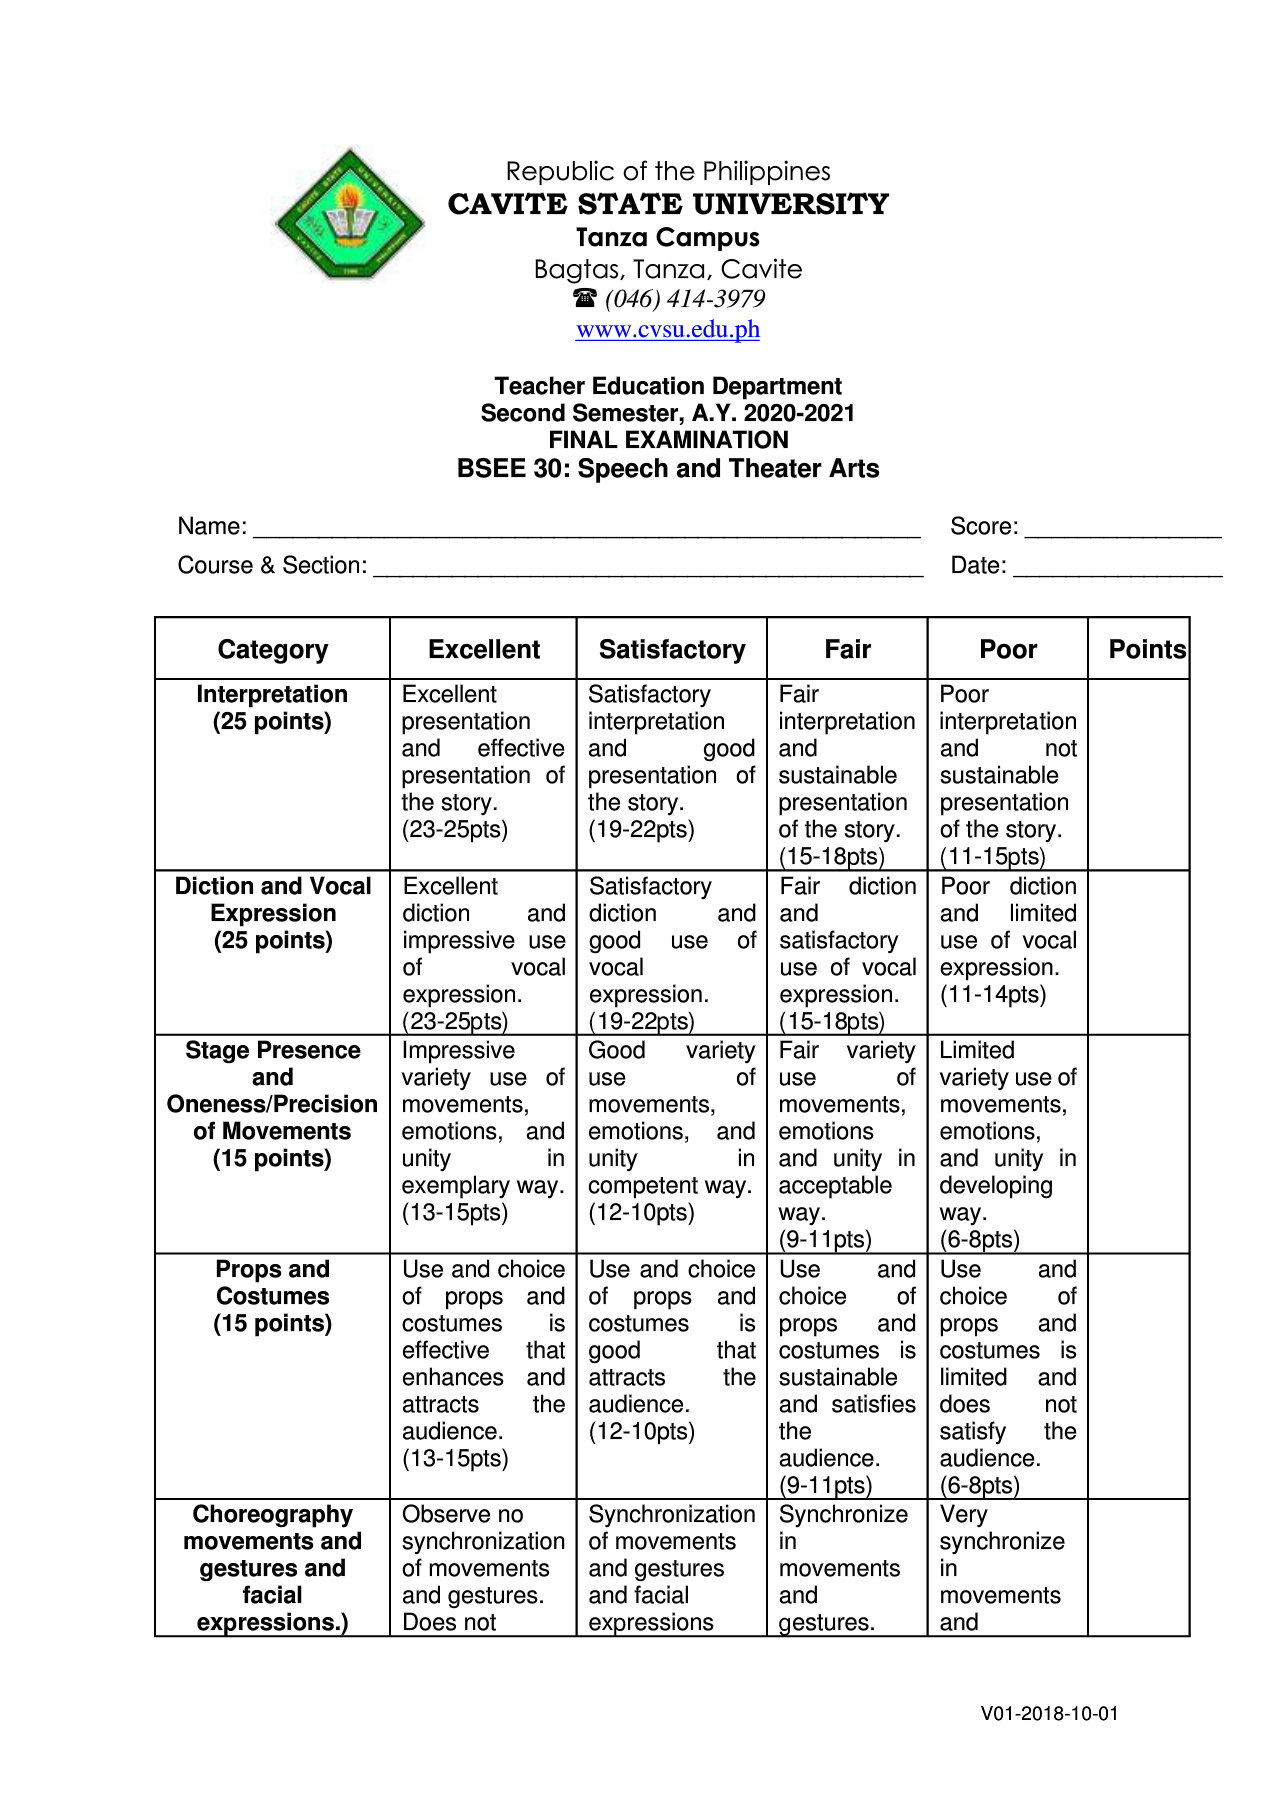 Republic of the Philippines
CAVITE STATE UNIVERSITY
Tanza Campus
Bagtas, Tanza, Cavite
☎ (046) 414-3979
www.cvsu.edu.ph
Teacher Education Department
Second Semester, A.Y. 2020-2021
FINAL EXAMINATION
BSEE 30: Speech and Theater Arts
Name: ____________________ Score: __________
Course & Section: ____________________ Date: __________
Category Excellent Satisfactory Fair Poor Points
Interpretation
(25 points)
Excellent
presentation
and effective
presentation of
the story.
(23-25pts)
Satisfactory
interpretation
and good
presentation of
the story.
(19-22pts)
Fair
interpretation
and
sustainable
presentation
of the story.
(15-18pts)
Poor
interpretation
and not
sustainable
presentation
of the story.
(11-15pts)
Diction and Vocal
Expression
(25 points)
Excellent
diction and
impressive use
of vocal
expression.
(23-25pts)
Satisfactory
diction and
good use of
vocal
expression.
(19-22pts)
Fair diction
and
satisfactory
use of vocal
expression.
(15-18pts)
Poor diction
and limited
use of vocal
expression.
(11-14pts)
Stage Presence
and
Oneness/Precision
of Movements
(15 points)
Impressive
variety use of
movements,
emotions, and
unity in
exemplary way.
(13-15pts)
Good variety
use of
movements,
emotions, and
unity in
competent way.
(12-10pts)
Fair variety
use of
movements,
emotions
and unity in
acceptable
way.
(9-11pts)
Limited
variety use of
movements,
emotions,
and unity in
developing
way.
(6-8pts)
Props and
Costumes
(15 points)
Use and choice
of props and
costumes is
effective that
enhances and
attracts the
audience.
(13-15pts)
Use and choice
of props and
costumes is
good that
attracts the
audience.
(12-10pts)
Use and
choice of
props and
costumes is
sustainable
and satisfies
the
audience.
(9-11pts)
Use and
choice of
props and
costumes is
limited and
does not
satisfy the
audience.
(6-8pts)
Choreography
movements and
gestures and
facial
expressions.)
Observe no
synchronization
of movements
and gestures.
Does not
Synchronization
of movements
and gestures
and facial
expressions
Synchronize
in
movements
and
gestures.
Very
synchronize
in
movements
and
V01-2018-10-01